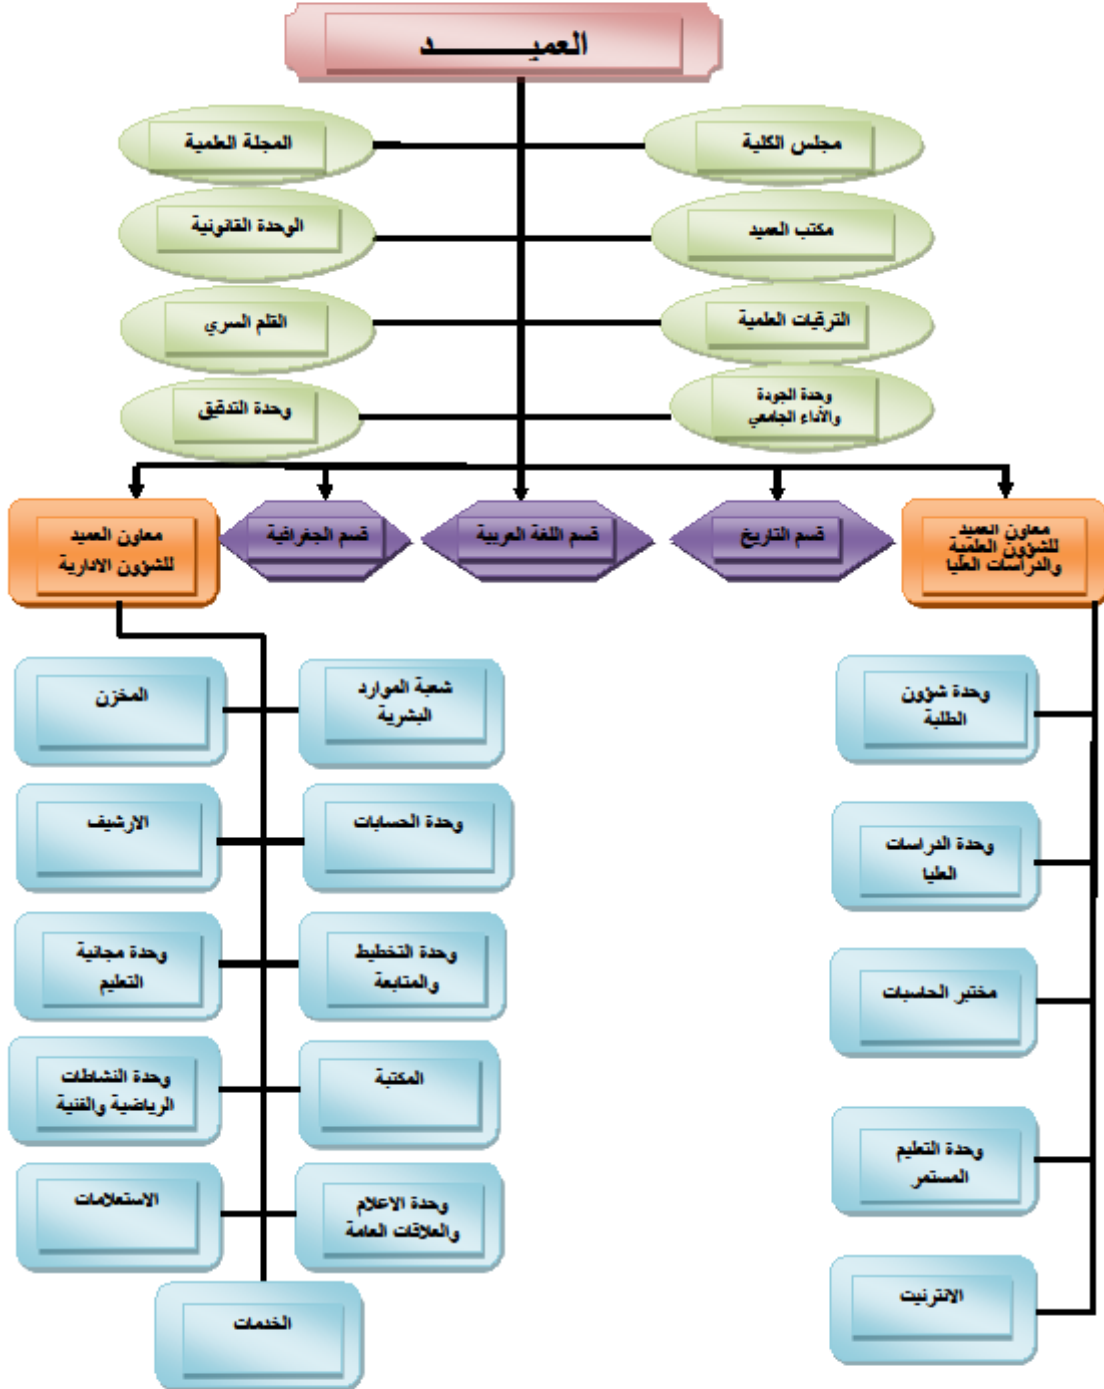 العميـــــــــد
مجلس الكلية
المجلة العلمية
مكتب العميد
الوحدة القانونية
الترقيات العلمية
القلم السري
وحدة الجودة
والأداء الجامعي
وحدة التدقيق
معاون العميد
للشؤون العلمية
والدراسات العليا
قسم التاريخ
قسم اللغة العربية
قسم الجغرافية
معاون العميد
للشؤون الادارية
وحدة شؤون
الطلبة
وحدة الدراسات
العليا
مختبر الحاسبات
وحدة التعليم
المستمر
الانترنيت
شعبة الموارد
البشرية
المخزن
وحدة الحسابات
الارشيف
وحدة التخطيط
والمتابعة
وحدة مجانية
التعليم
المكتبة
وحدة النشاطات
الرياضية والفنية
وحدة الاعلام
والعلاقات العامة
الاستعلامات
الخدمات